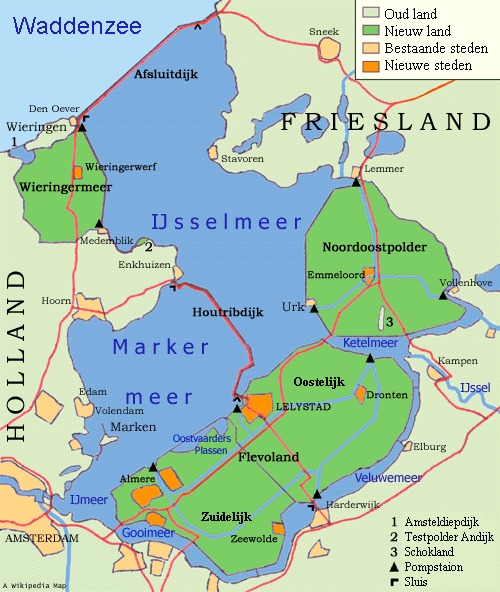 Waddenzee
Oud land
Nieuw land
Bestaande steden
Nieuwe steden
Sneek
Afsluitdijk
Den Oever
Wieringen
1
FRIESLAND
Stavoren
Lemmer
Wieringerwerf
Wieringermeer
IJsselmeer
Medemblik
2
Noordoostpolder
Enkhuizen
Emmeloord
Vollenhove
Hoorn
Houtribdijk
Urk
3
HOLLAND
Marker
meer
Ketelmeer
Kampen
Oostelijk
IJssel
Edam
Volendam
Marken
Dronten
LELYSTAD
Oostvaarders
Plassen
Flevoland
Elburg
Almere
Veluwemeer
IJmeer
Harderwijk
Zuidelijk
Gooimeer
Zeewolde
AMSTERDAM
1 Amsteldiepdijk
2 Testpolder Andijk
3 Schokland
Pompstaion
Sluis
A Wikipedia Map